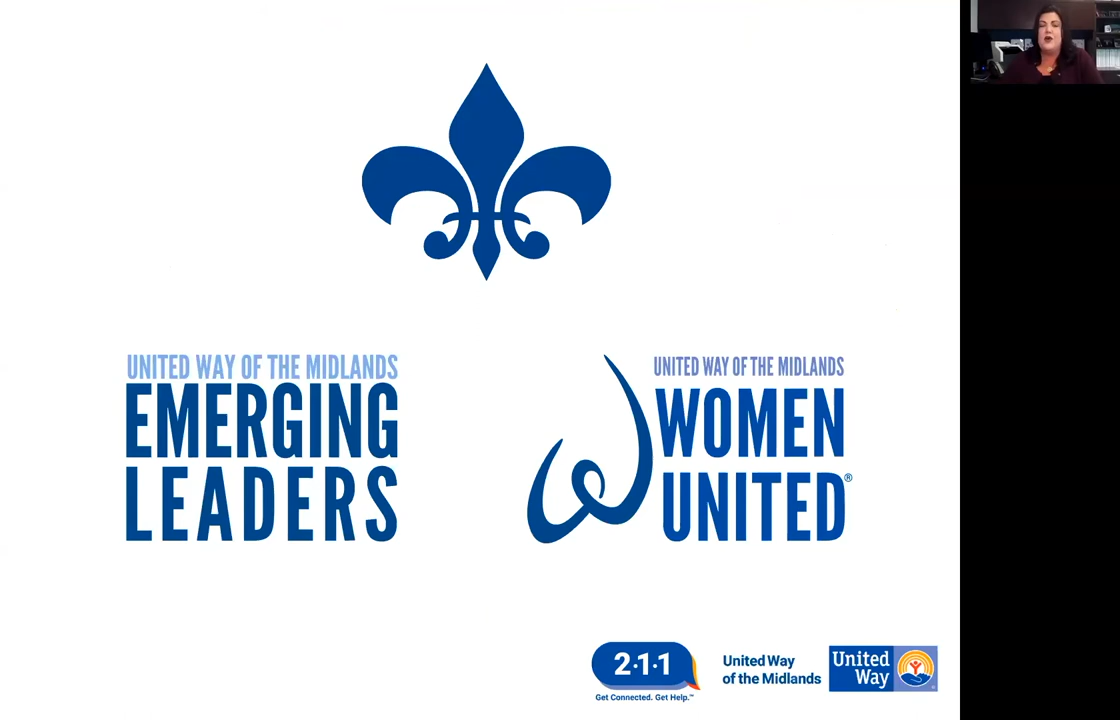 UNITED WAY OF THE MIDLANDS
EMERGING
LEADERS
UNITED WAY OF THE MIDLANDS
WOMEN
UNITED®
2·1·1
Get Connected. Get Help.™
United Way
of the Midlands
United
Way